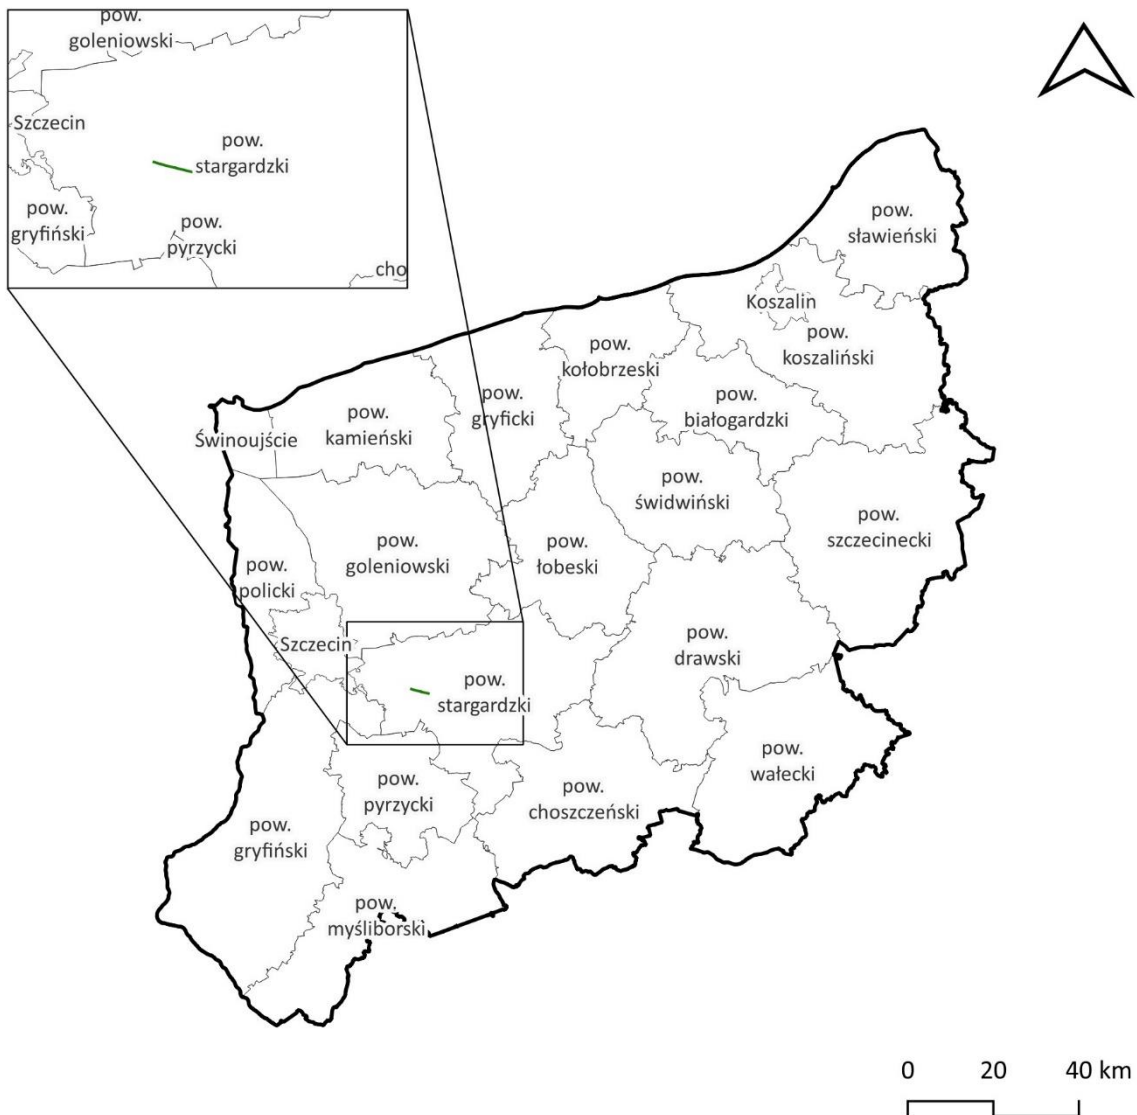 pow.
goleniowski
Szczecin
pow.
stargardzki
pow.
gryfiński
pow.
pyrzycki
cho
pow.
sławieński
Koszalin
pow.
koszaliński
pow.
kołobrzeski
pow.
białogardzki
pow.
gryficki
pow.
kamieński
Świnoujście
pow.
świdwiński
pow.
szczecinecki
pow.
goleniowski
pow.
łobeski
pow.
policki
Szczecin
pow.
drawski
pow.
stargardzki
pow.
wałecki
pow.
pyrzycki
pow.
choszczeński
pow.
gryfiński
pow.
myśliborski
0 20 40 km